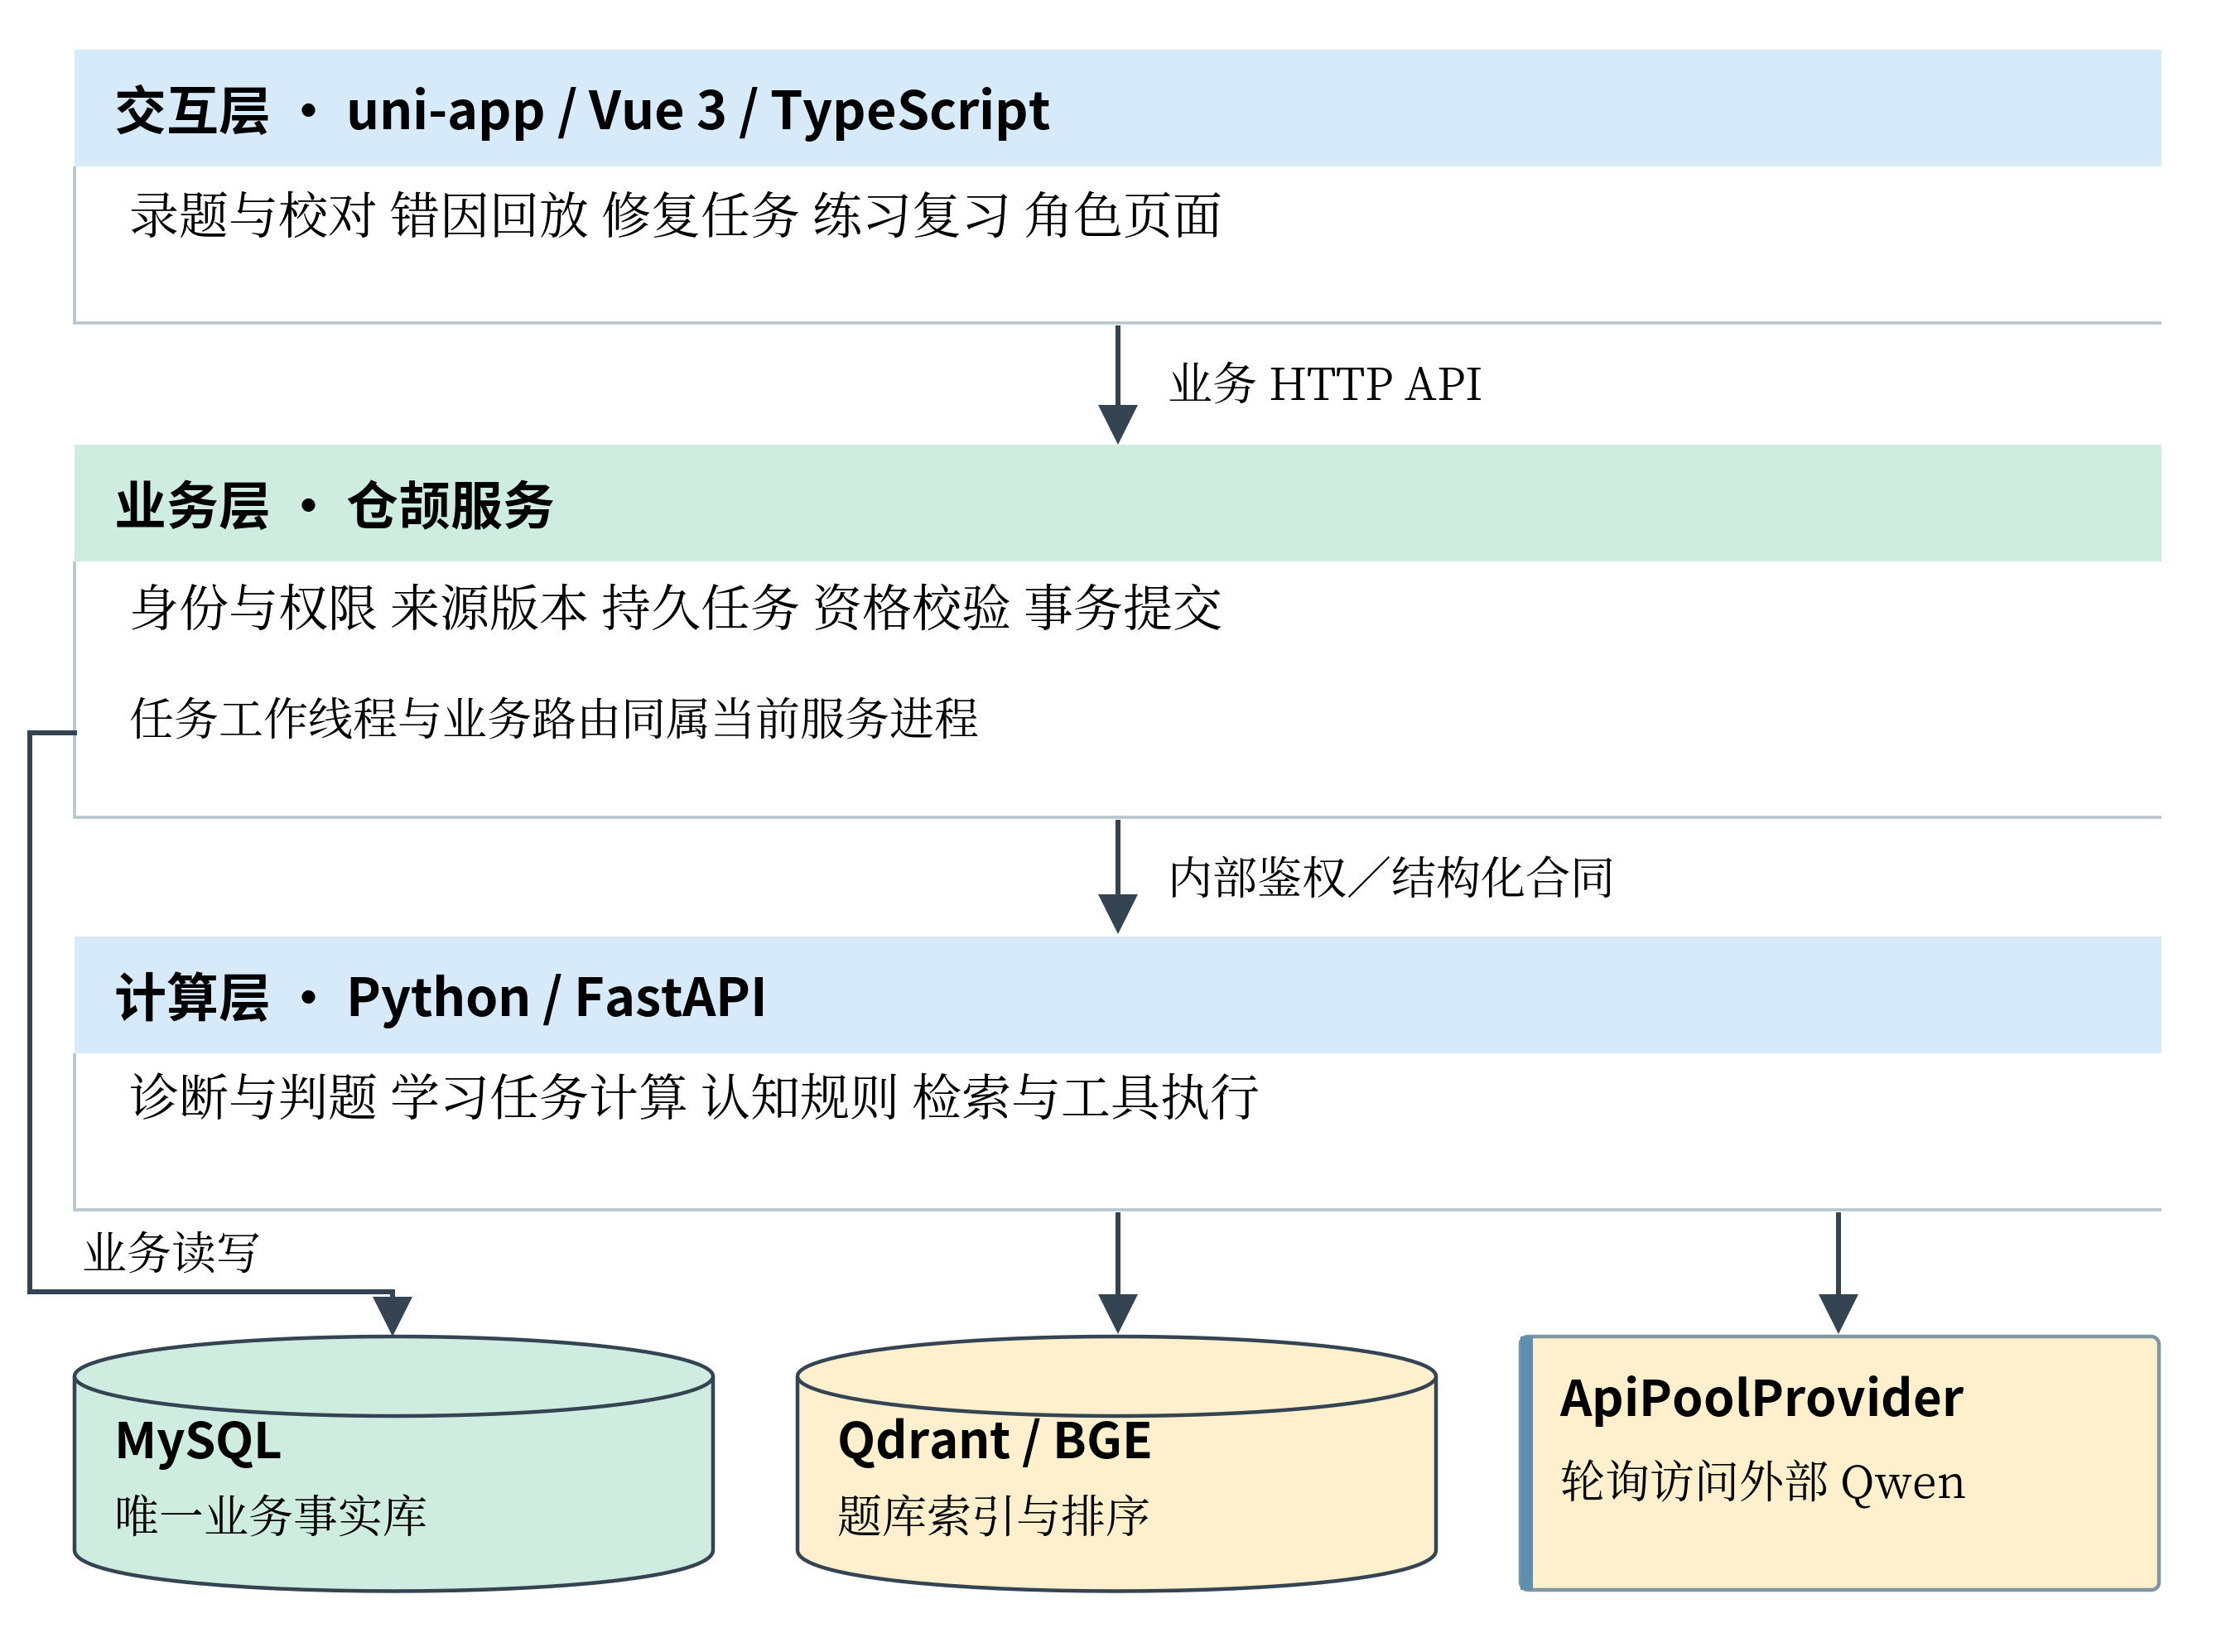 交互层 · uni-app / Vue 3 / TypeScript
录题与校对 错因回放 修复任务 练习复习 角色页面
业务 HTTP API
业务层 · 仓颉服务
身份与权限 来源版本 持久任务 资格校验 事务提交
任务工作线程与业务路由同属当前服务进程
内部鉴权／结构化合同
计算层 · Python / FastAPI
诊断与判题 学习任务计算 认知规则 检索与工具执行
业务读写
MySQL
唯一业务事实库
Qdrant / BGE
题库索引与排序
ApiPoolProvider
轮询访问外部 Qwen